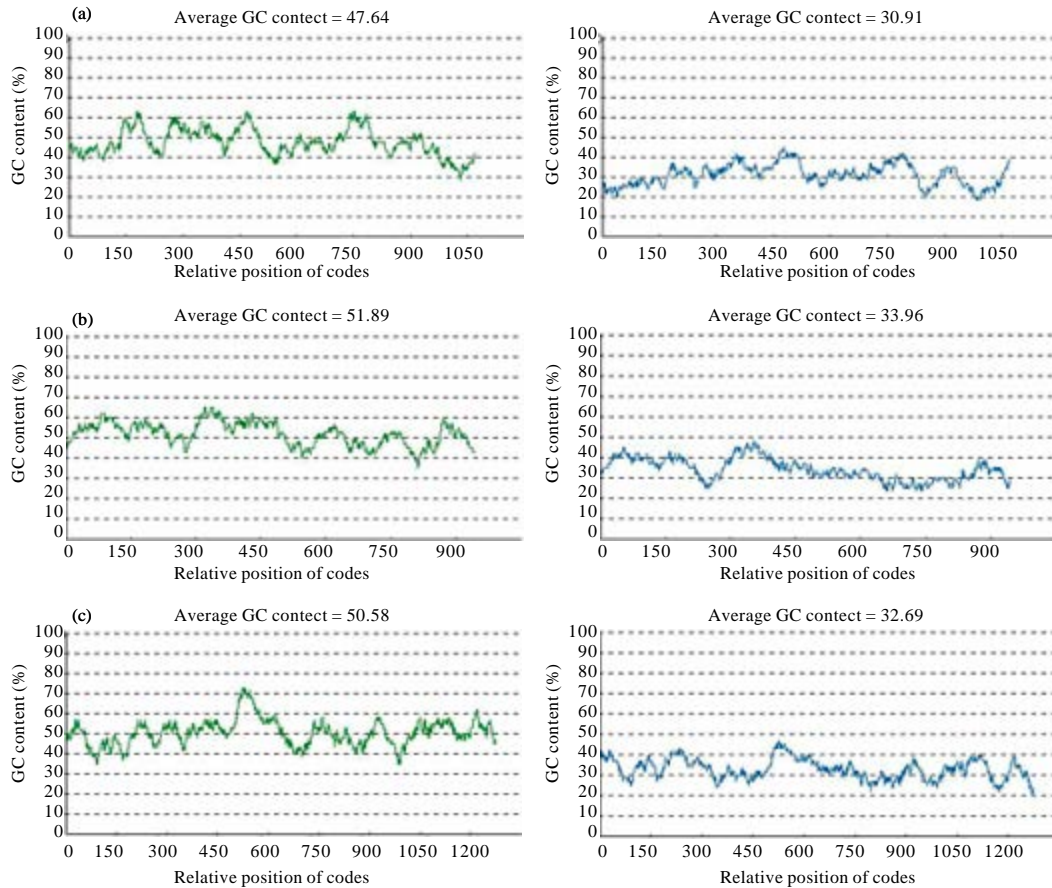 (a)
Average GC contect = 47.64
100
90
80
70
60
50
40
30
20
10
0
GC content (%)
0 150 300 450 600 750 900 1050
Relative position of codes
Average GC contect = 30.91
100
90
80
70
60
50
40
30
20
10
0
GC content (%)
0 150 300 450 600 750 900 1050
Relative position of codes
(b)
Average GC contect = 51.89
100
90
80
70
60
50
40
30
20
10
0
GC content (%)
0 150 300 450 600 750 900
Relative position of codes
Average GC contect = 33.96
100
90
80
70
60
50
40
30
20
10
0
GC content (%)
0 150 300 450 600 750 900
Relative position of codes
(c)
Average GC contect = 50.58
100
90
80
70
60
50
40
30
20
10
0
GC content (%)
0 150 300 450 600 750 900 1050 1200
Relative position of codes
Average GC contect = 32.69
100
90
80
70
60
50
40
30
20
10
0
GC content (%)
0 150 300 450 600 750 900 1050 1200
Relative position of codes